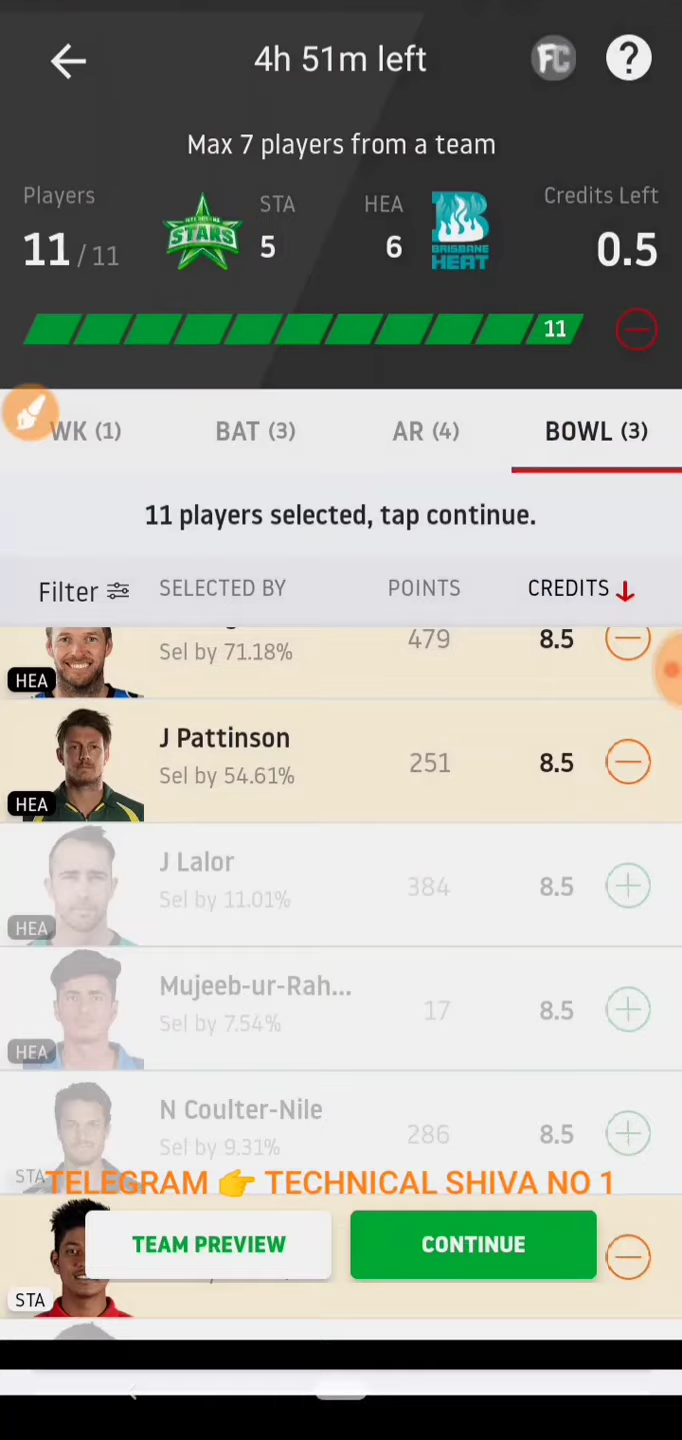 4h 51m left
FC
?
Max 7 players from a team
Players
STA
HEA
Credits Left
11 / 11
STARS
5
6
BRISBANE
HEAT
0.5
11
WK (1)
BAT (3)
AR (4)
BOWL (3)
11 players selected, tap continue.
Filter
SELECTED BY
POINTS
CREDITS
Sel by 71.18%
479
8.5
HEA
J Pattinson
Sel by 54.61%
251
8.5
HEA
J Lalor
Sel by 11.01%
384
8.5
HEA
Mujeeb-ur-Rah...
Sel by 7.54%
17
8.5
HEA
N Coulter-Nile
Sel by 9.31%
286
8.5
STA
TELEGRAM 👉 TECHNICAL SHIVA NO 1
TEAM PREVIEW
CONTINUE
STA